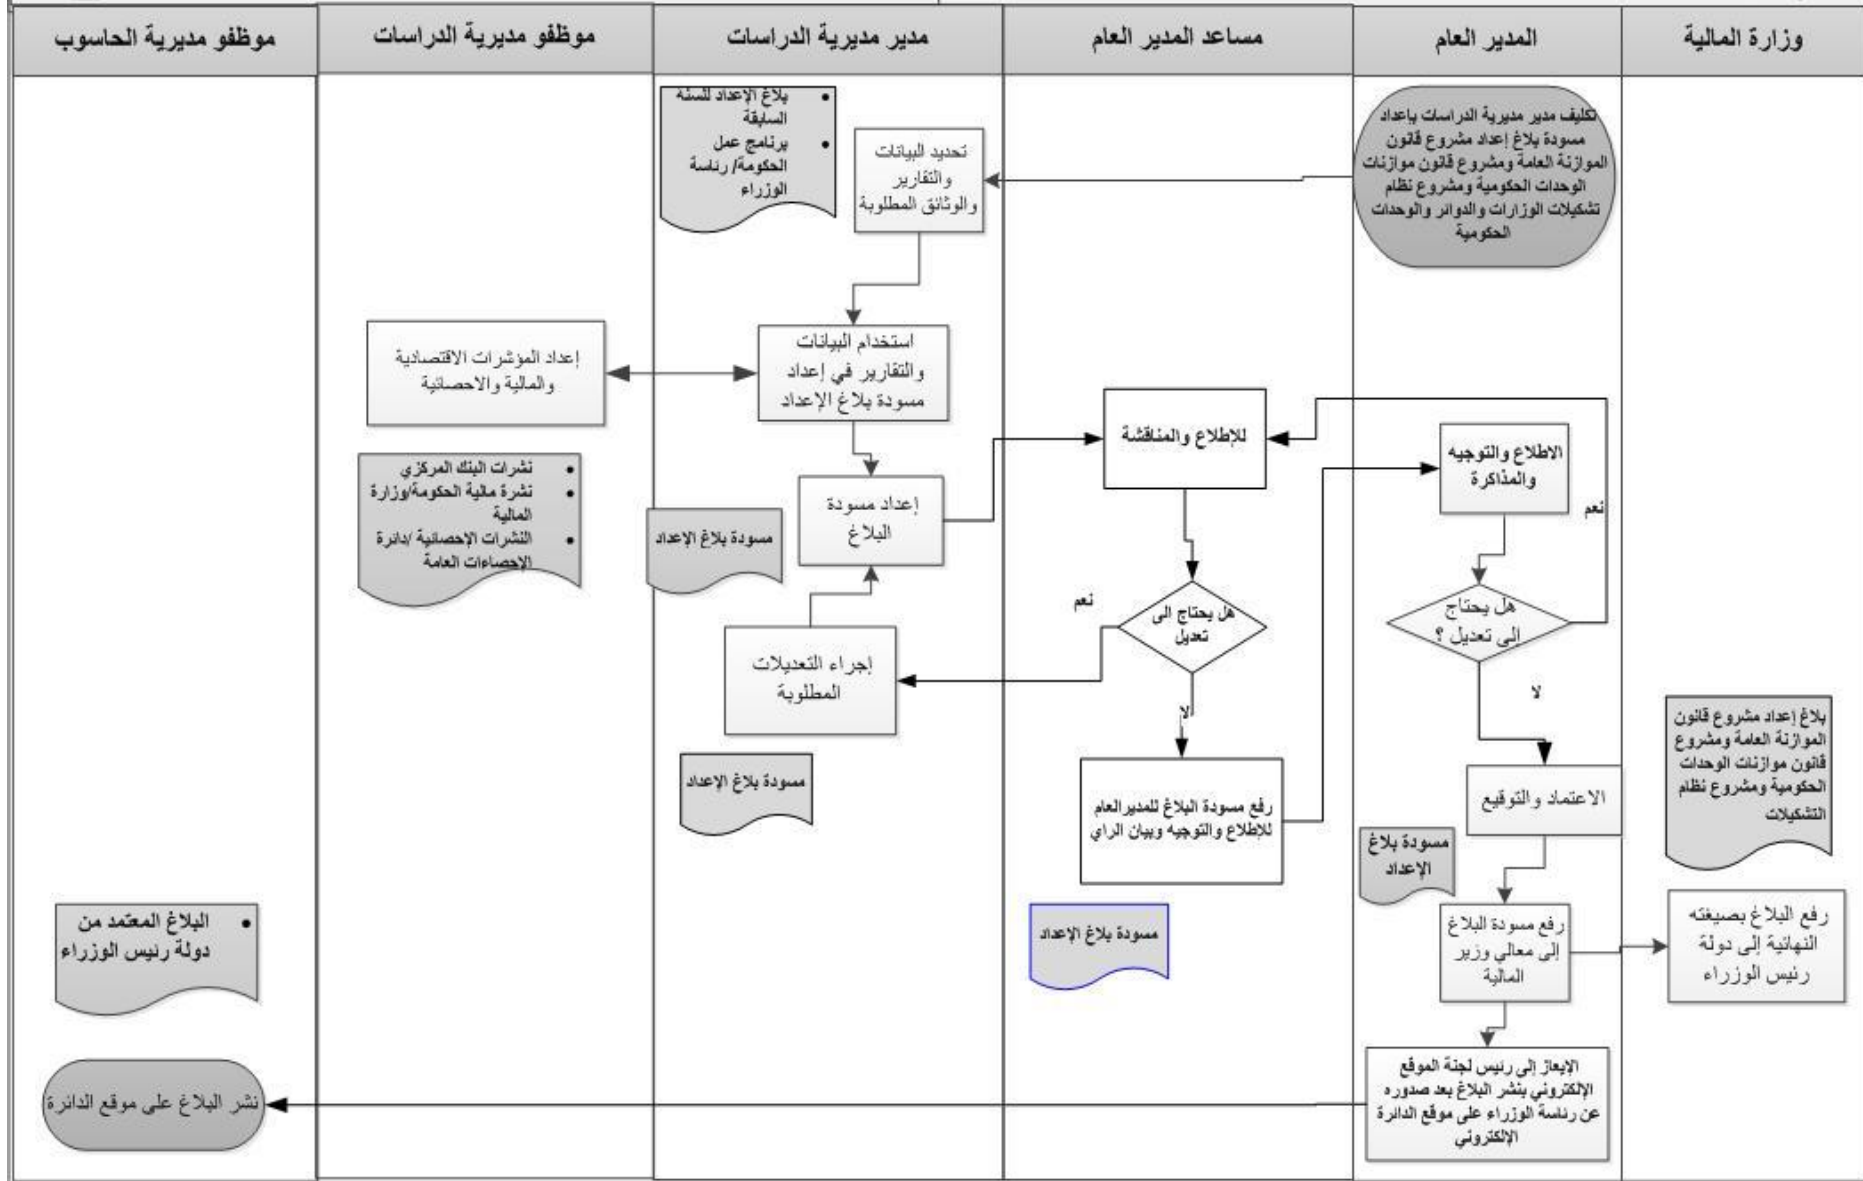 وزارة المالية
المدير العام
مساعد المدير العام
مدير مديرية الدراسات
موظفو مديرية الدراسات
موظفو مديرية الحاسوب
تكليف مدير مديرية الدراسات بإعداد
مسودة بلاغ إعداد مشروع قانون
الموازنة العامة ومشروع قانون موازنات
الوحدات الحكومية ومشروع نظام
تشكيلات الوزارات والدوائر والوحدات
الحكومية
تحديد البيانات
والتقارير
والوثائق المطلوبة
• بلاغ الإعداد للسنة
السابقة
• برنامج عمل
الحكومة/ رئاسة
الوزراء
استخدام البيانات
والتقارير في إعداد
مسودة بلاغ الإعداد
إعداد المؤشرات الاقتصادية
والمالية والاحصائية
• نشرات البنك المركزي
• نشرة مالية الحكومة/وزارة
المالية
• النشرات الإحصائية /دائرة
الإحصاءات العامة
إعداد مسودة
البلاغ
مسودة بلاغ الإعداد
للإطلاع والمناقشة
الاطلاع والتوجيه
والمذاكرة
نعم
هل يحتاج
الى تعديل ؟
لا
هل يحتاج الى
تعديل
نعم
لا
إجراء التعديلات
المطلوبة
مسودة بلاغ الإعداد
رفع مسودة البلاغ للمديرالعام
للإطلاع والتوجيه وبيان الراي
مسودة بلاغ الإعداد
الاعتماد والتوقيع
مسودة بلاغ
الإعداد
رفع مسودة البلاغ
إلى معالي وزير
المالية
بلاغ إعداد مشروع قانون
الموازنة العامة ومشروع
قانون موازنات الوحدات
الحكومية ومشروع نظام
التشكيلات
رفع البلاغ بصيغته
النهائية إلى دولة
رئيس الوزراء
الإيعاز إلى رئيس لجنة الموقع
الإلكتروني بنشر البلاغ بعد صدوره
عن رئاسة الوزراء على موقع الدائرة
الإلكتروني
• البلاغ المعتمد من
دولة رئيس الوزراء
نشر البلاغ على موقع الدائرة